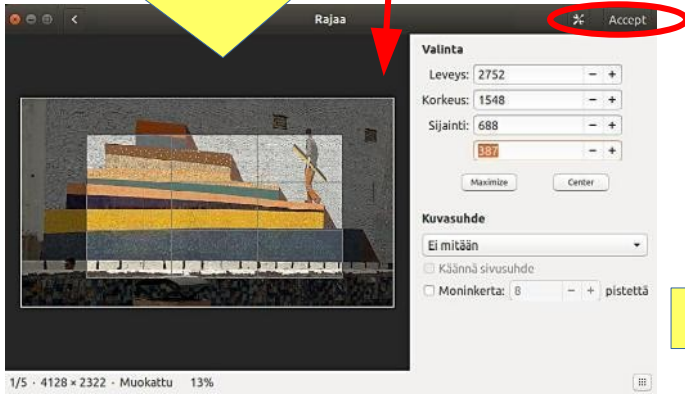 Rajaa
Accept
Valinta
Leveys: 2752 - +
Korkeus: 1548 - +
Sijainti: 688 - +
387 - +
Maximize Center
Kuvasuhde
Ei mitään
Käännä sivusuhde
Moninkerta: 8 - + pistettä
1/5 · 4128 × 2322 · Muokattu 13%